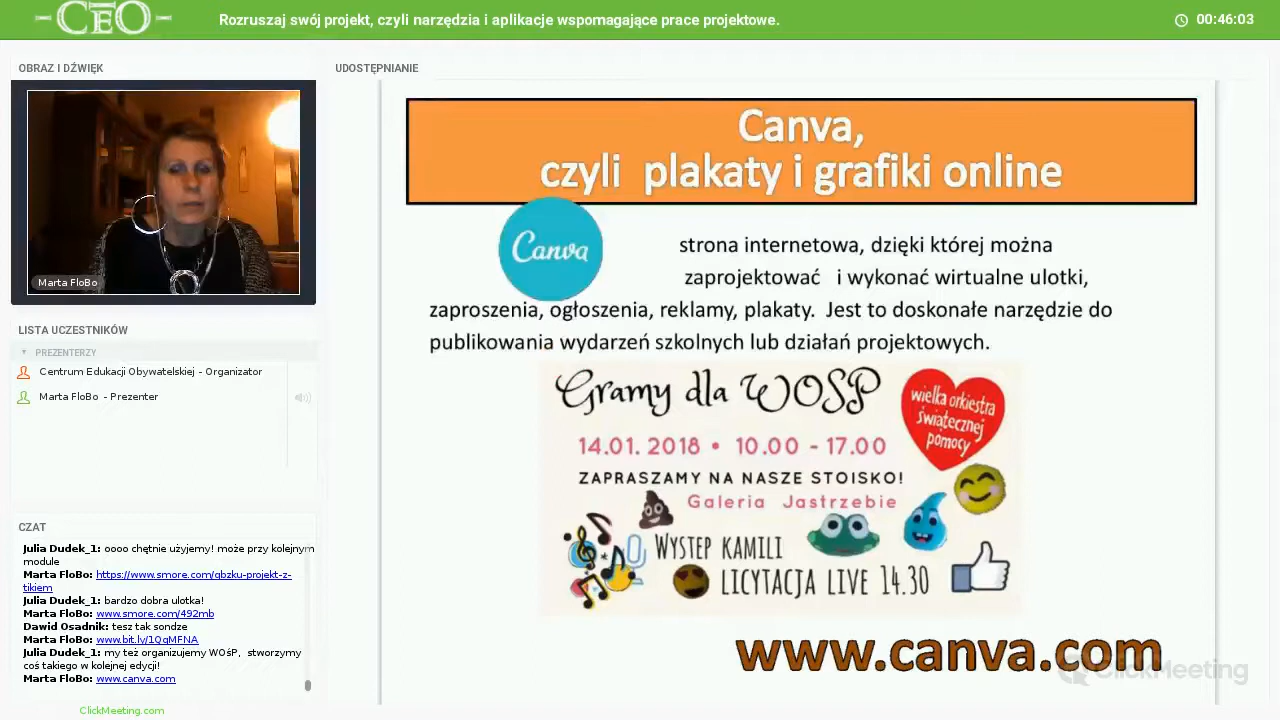 CEO
Rozruszaj swój projekt, czyli narzędzia i aplikacje wspomagające prace projektowe.
00:46:03
OBRAZ I DŹWIĘK
Marta FloBo
LISTA UCZESTNIKÓW
PREZENTERZY
Centrum Edukacji Obywatelskiej - Organizator
Marta FloBo - Prezenter
CZAT
Julia Dudek_1: oooo chętnie użyjemy! może przy kolejnym
module
Marta FloBo: https://www.smore.com/qbzku-projekt-z-
tikiem
Julia Dudek_1: bardzo dobra ulotka!
Marta FloBo: www.smore.com/492mb
Dawid Osadnik: tesz tak sondze
Marta FloBo: www.bit.ly/1QgMFNA
Julia Dudek_1: my też organizujemy WOŚP, stworzymy
coś takiego w kolejnej edycji!
Marta FloBo: www.canva.com
ClickMeeting.com
UDOSTĘPNIANIE
Canva,
czyli plakaty i grafiki online
Canva
strona internetowa, dzięki której można
zaprojektować i wykonać wirtualne ulotki,
zaproszenia, ogłoszenia, reklamy, plakaty. Jest to doskonałe narzędzie do
publikowania wydarzeń szkolnych lub działań projektowych.
Gramy dla WOSP
wielka orkiestra
świątecznej
pomocy
14.01. 2018 • 10.00 - 17.00
ZAPRASZAMY NA NASZE STOISKO!
Galeria Jastrzebie
WYSTEP KAMILI
LICYTACJA LIVE 14.30
www.canva.com
ClickMeeting